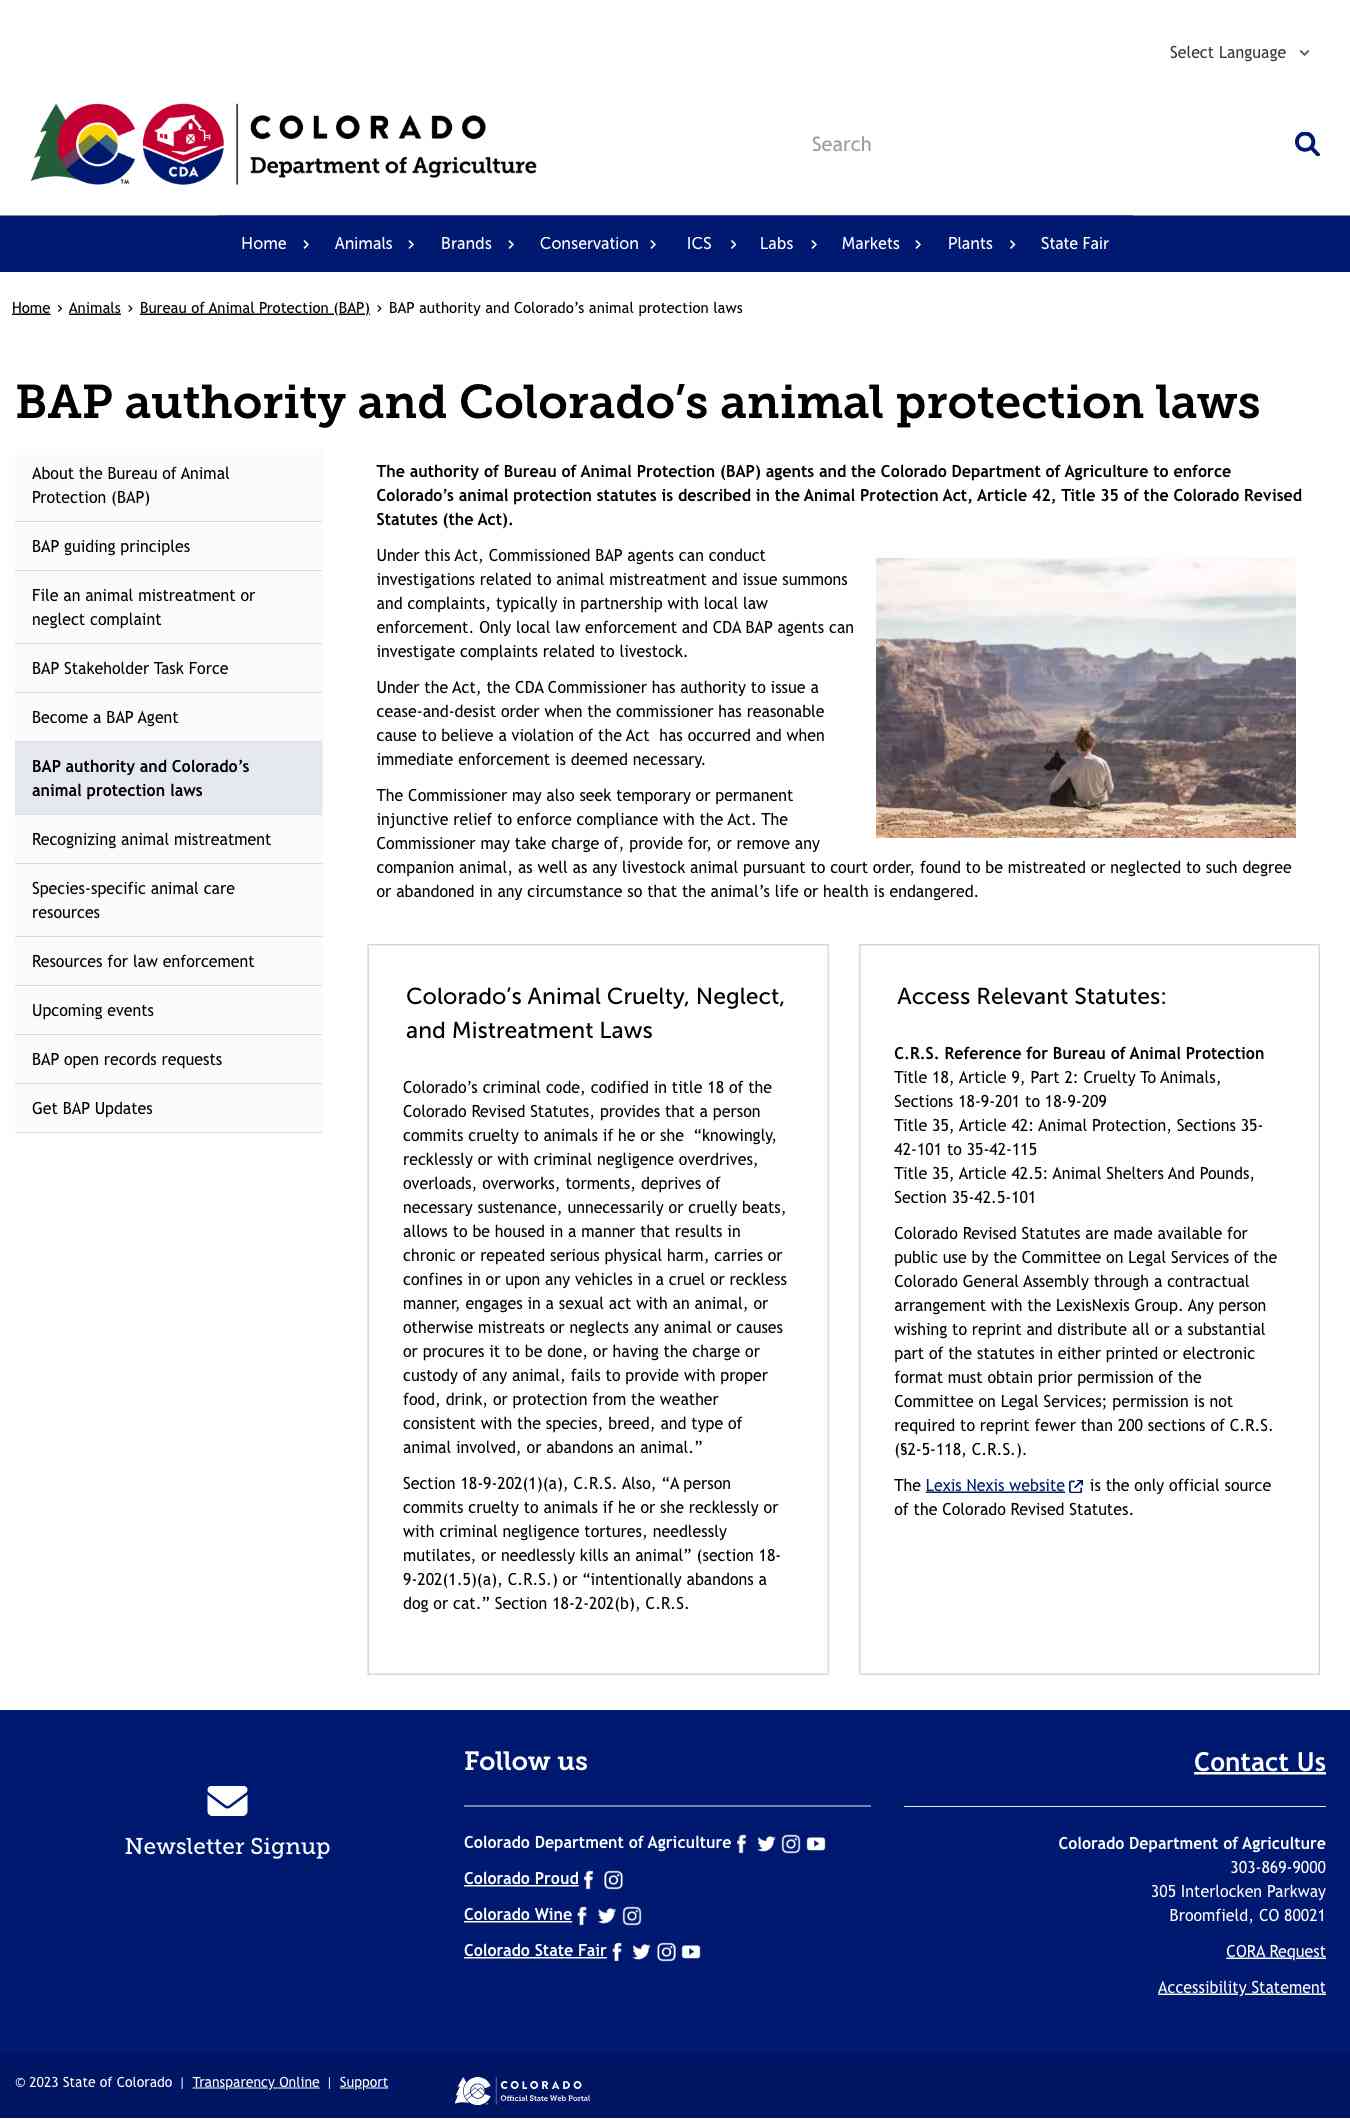 Select Language
COLORADO
Department of Agriculture
CDA
TM
Search
Home Animals Brands Conservation ICS Labs Markets Plants State Fair
Home › Animals › Bureau of Animal Protection (BAP) › BAP authority and Colorado’s animal protection laws
BAP authority and Colorado’s animal protection laws
About the Bureau of Animal
Protection (BAP)
BAP guiding principles
File an animal mistreatment or
neglect complaint
BAP Stakeholder Task Force
Become a BAP Agent
BAP authority and Colorado’s
animal protection laws
Recognizing animal mistreatment
Species-specific animal care
resources
Resources for law enforcement
Upcoming events
BAP open records requests
Get BAP Updates
The authority of Bureau of Animal Protection (BAP) agents and the Colorado Department of Agriculture to enforce
Colorado’s animal protection statutes is described in the Animal Protection Act, Article 42, Title 35 of the Colorado Revised
Statutes (the Act).
Under this Act, Commissioned BAP agents can conduct
investigations related to animal mistreatment and issue summons
and complaints, typically in partnership with local law
enforcement. Only local law enforcement and CDA BAP agents can
investigate complaints related to livestock.
Under the Act, the CDA Commissioner has authority to issue a
cease-and-desist order when the commissioner has reasonable
cause to believe a violation of the Act has occurred and when
immediate enforcement is deemed necessary.
The Commissioner may also seek temporary or permanent
injunctive relief to enforce compliance with the Act. The
Commissioner may take charge of, provide for, or remove any
companion animal, as well as any livestock animal pursuant to court order, found to be mistreated or neglected to such degree
or abandoned in any circumstance so that the animal’s life or health is endangered.
Colorado’s Animal Cruelty, Neglect,
and Mistreatment Laws
Colorado’s criminal code, codified in title 18 of the
Colorado Revised Statutes, provides that a person
commits cruelty to animals if he or she “knowingly,
recklessly or with criminal negligence overdrives,
overloads, overworks, torments, deprives of
necessary sustenance, unnecessarily or cruelly beats,
allows to be housed in a manner that results in
chronic or repeated serious physical harm, carries or
confines in or upon any vehicles in a cruel or reckless
manner, engages in a sexual act with an animal, or
otherwise mistreats or neglects any animal or causes
or procures it to be done, or having the charge or
custody of any animal, fails to provide with proper
food, drink, or protection from the weather
consistent with the species, breed, and type of
animal involved, or abandons an animal.”
Section 18-9-202(1)(a), C.R.S. Also, “A person
commits cruelty to animals if he or she recklessly or
with criminal negligence tortures, needlessly
mutilates, or needlessly kills an animal” (section 18-
9-202(1.5)(a), C.R.S.) or “intentionally abandons a
dog or cat.” Section 18-2-202(b), C.R.S.
Access Relevant Statutes:
C.R.S. Reference for Bureau of Animal Protection
Title 18, Article 9, Part 2: Cruelty To Animals,
Sections 18-9-201 to 18-9-209
Title 35, Article 42: Animal Protection, Sections 35-
42-101 to 35-42-115
Title 35, Article 42.5: Animal Shelters And Pounds,
Section 35-42.5-101
Colorado Revised Statutes are made available for
public use by the Committee on Legal Services of the
Colorado General Assembly through a contractual
arrangement with the LexisNexis Group. Any person
wishing to reprint and distribute all or a substantial
part of the statutes in either printed or electronic
format must obtain prior permission of the
Committee on Legal Services; permission is not
required to reprint fewer than 200 sections of C.R.S.
(§2-5-118, C.R.S.).
The Lexis Nexis website is the only official source
of the Colorado Revised Statutes.
Newsletter Signup
Follow us
Colorado Department of Agriculture
Colorado Proud
Colorado Wine
Colorado State Fair
Contact Us
Colorado Department of Agriculture
303-869-9000
305 Interlocken Parkway
Broomfield, CO 80021
CORA Request
Accessibility Statement
© 2023 State of Colorado | Transparency Online | Support
COLORADO
Official State Web Portal